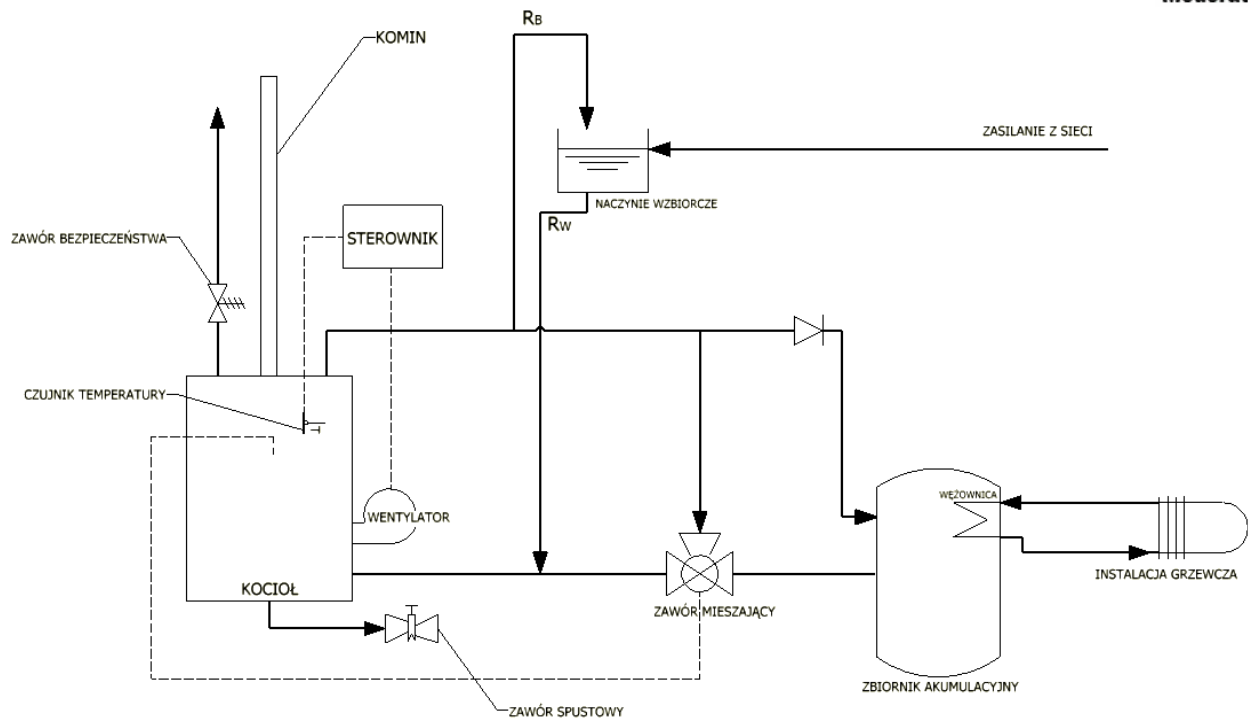 RB
KOMIN
ZASILANIE Z SIECI
NACZYNIE WZBIORCZE
RW
STEROWNIK
ZAWÓR BEZPIECZEŃSTWA
CZUJNIK TEMPERATURY
WENTYLATOR
WĘŻOWNICA
INSTALACJA GRZEWCZA
KOCIOŁ
ZAWÓR MIESZAJĄCY
ZBIORNIK AKUMULACYJNY
ZAWÓR SPUSTOWY